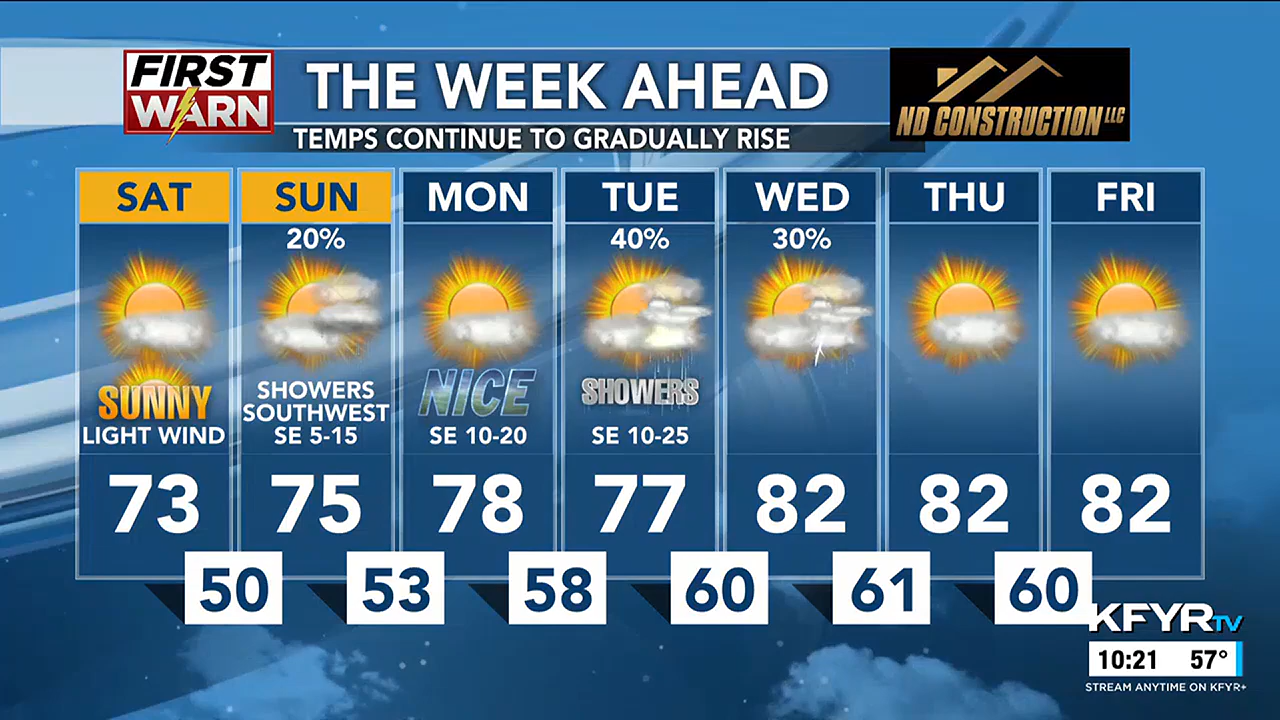 FIRST
WARN
THE WEEK AHEAD
TEMPS CONTINUE TO GRADUALLY RISE
ND CONSTRUCTION LLC
SAT
SUNNY
LIGHT WIND
73
SUN
20%
SHOWERS
SOUTHWEST
SE 5-15
75
MON
NICE
SE 10-20
78
TUE
40%
SHOWERS
SE 10-25
77
WED
30%
82
THU
82
FRI
82
50
53
58
60
61
60
KFYR TV
10:21 57°
STREAM ANYTIME ON KFYR+